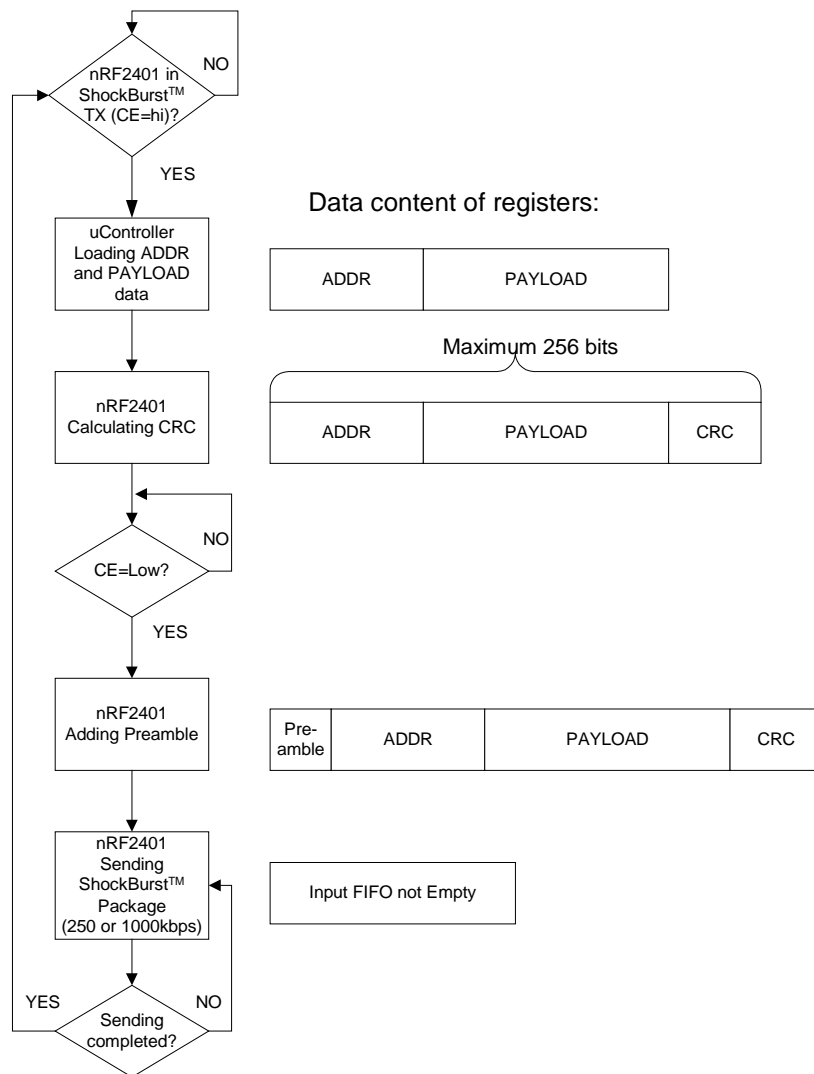 NO
nRF2401 in
ShockBurst™
TX (CE=hi)?
YES
Data content of registers:
uController
Loading ADDR
and PAYLOAD
data
ADDR
PAYLOAD
Maximum 256 bits
nRF2401
Calculating CRC
ADDR
PAYLOAD
CRC
NO
CE=Low?
YES
nRF2401
Adding Preamble
Pre-
amble
ADDR
PAYLOAD
CRC
nRF2401
Sending
ShockBurst™
Package
(250 or 1000kbps)
Input FIFO not Empty
YES
NO
Sending
completed?